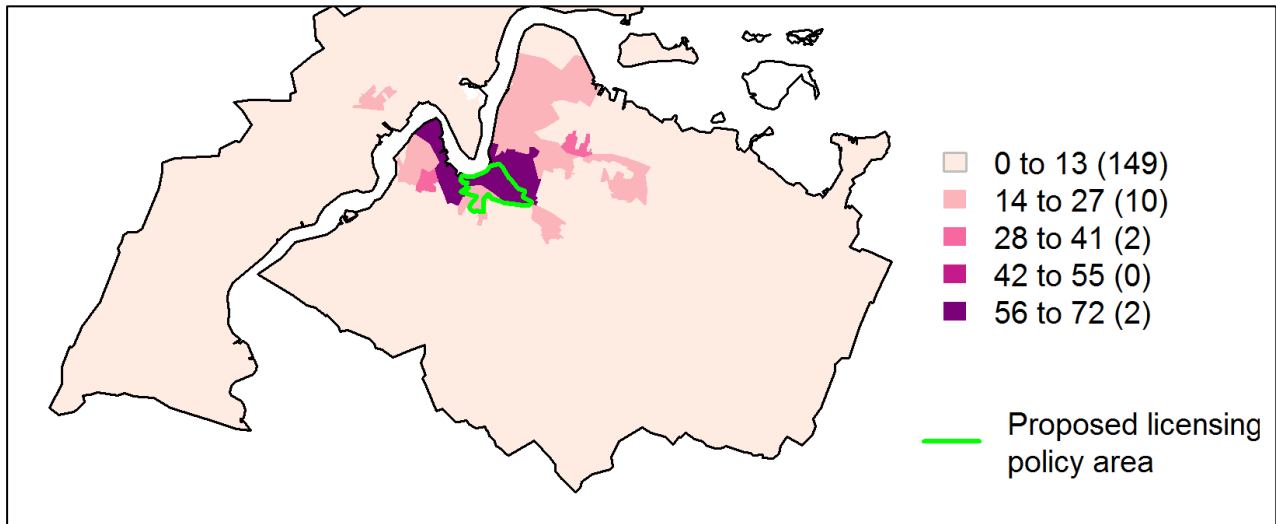 0 to 13 (149)
14 to 27 (10)
28 to 41 (2)
42 to 55 (0)
56 to 72 (2)
Proposed licensing
policy area